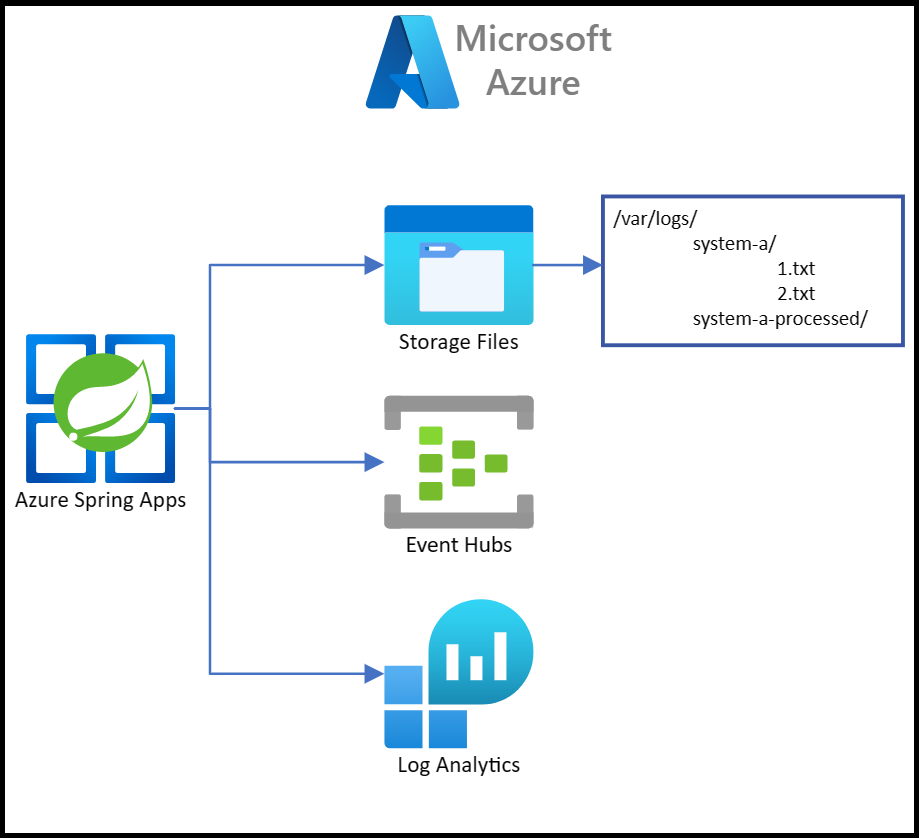 Microsoft
Azure
/var/logs/
system-a/
1.txt
2.txt
system-a-processed/
Storage Files
Azure Spring Apps
Event Hubs
Log Analytics